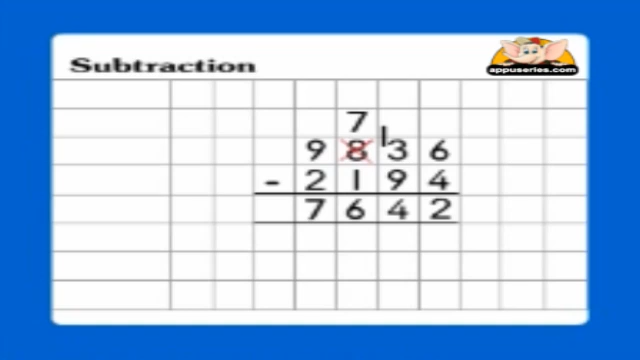 Subtraction
appuseries.com
7
1
9 8 3 6
- 2 1 9 4
7 6 4 2